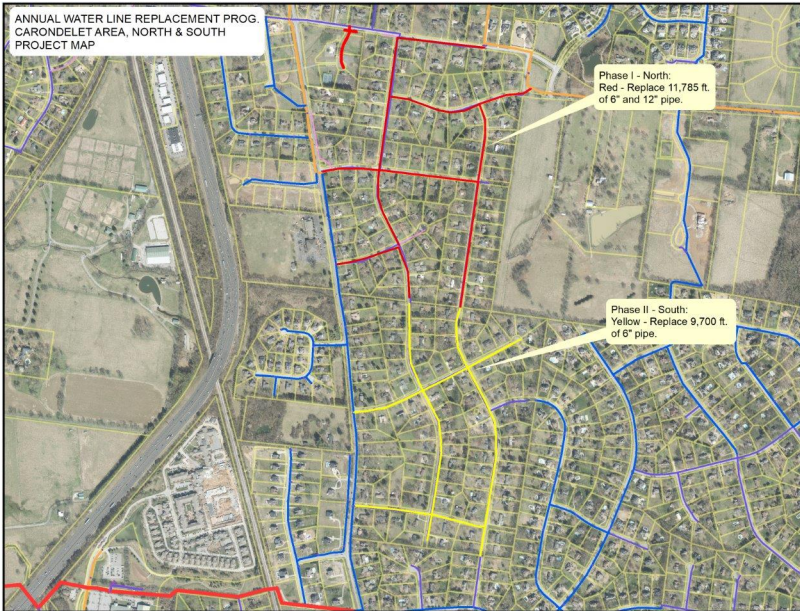 ANNUAL WATER LINE REPLACEMENT PROG.
CARONDELET AREA, NORTH & SOUTH
PROJECT MAP
Phase I - North:
Red - Replace 11,785 ft.
of 6" and 12" pipe.
Phase II - South:
Yellow - Replace 9,700 ft.
of 6" pipe.